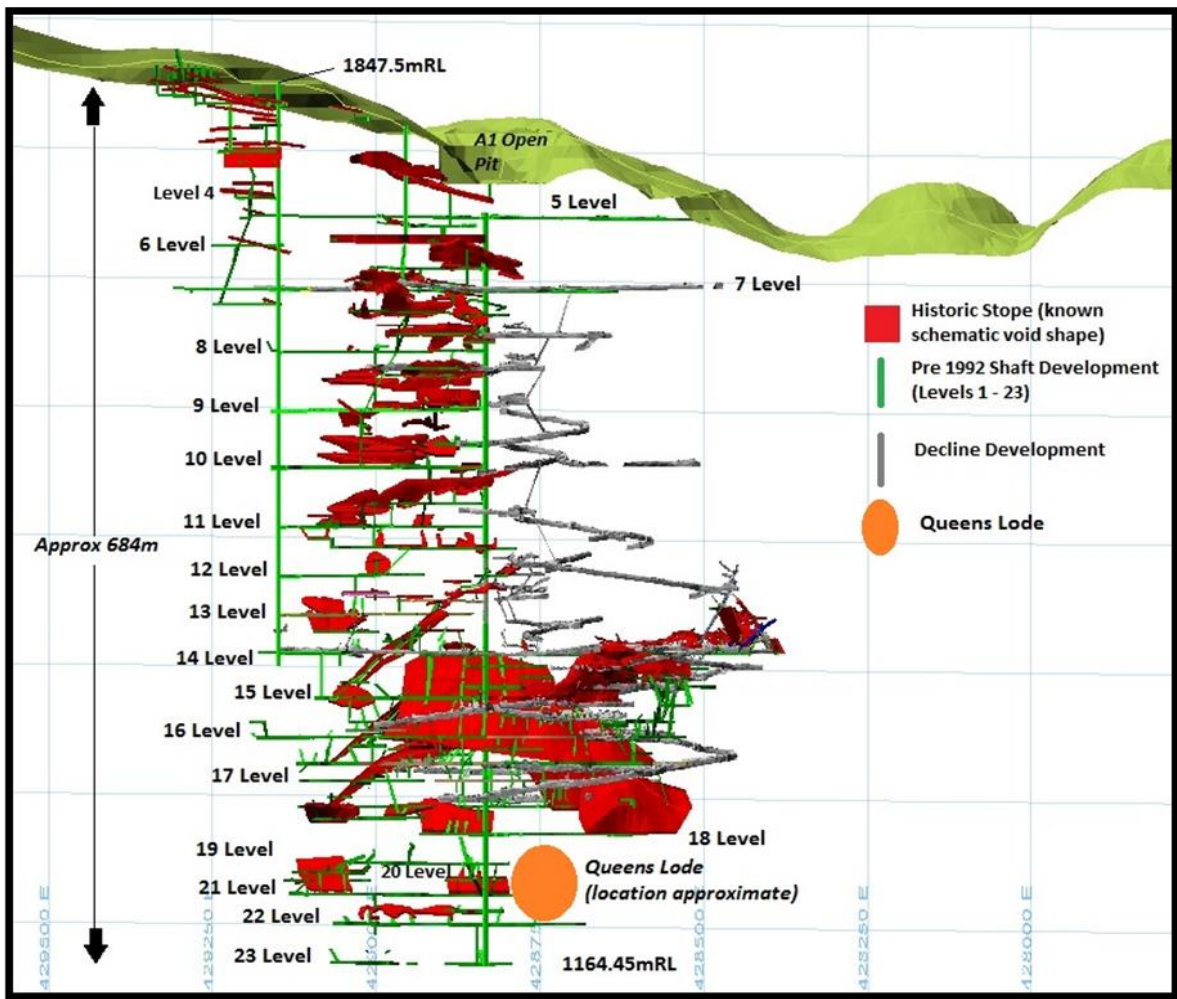 1847.5mRL
A1 Open
Pit
Level 4
5 Level
6 Level
7 Level
8 Level
9 Level
10 Level
11 Level
Approx 684m
12 Level
13 Level
14 Level
15 Level
16 Level
17 Level
18 Level
19 Level
20 Level
21 Level
22 Level
23 Level
Queens Lode
(location approximate)
1164.45mRL
Historic Stope (known
schematic void shape)
Pre 1992 Shaft Development
(Levels 1 - 23)
Decline Development
Queens Lode
429500 E
429250 E
428500 E
428250 E
428000 E